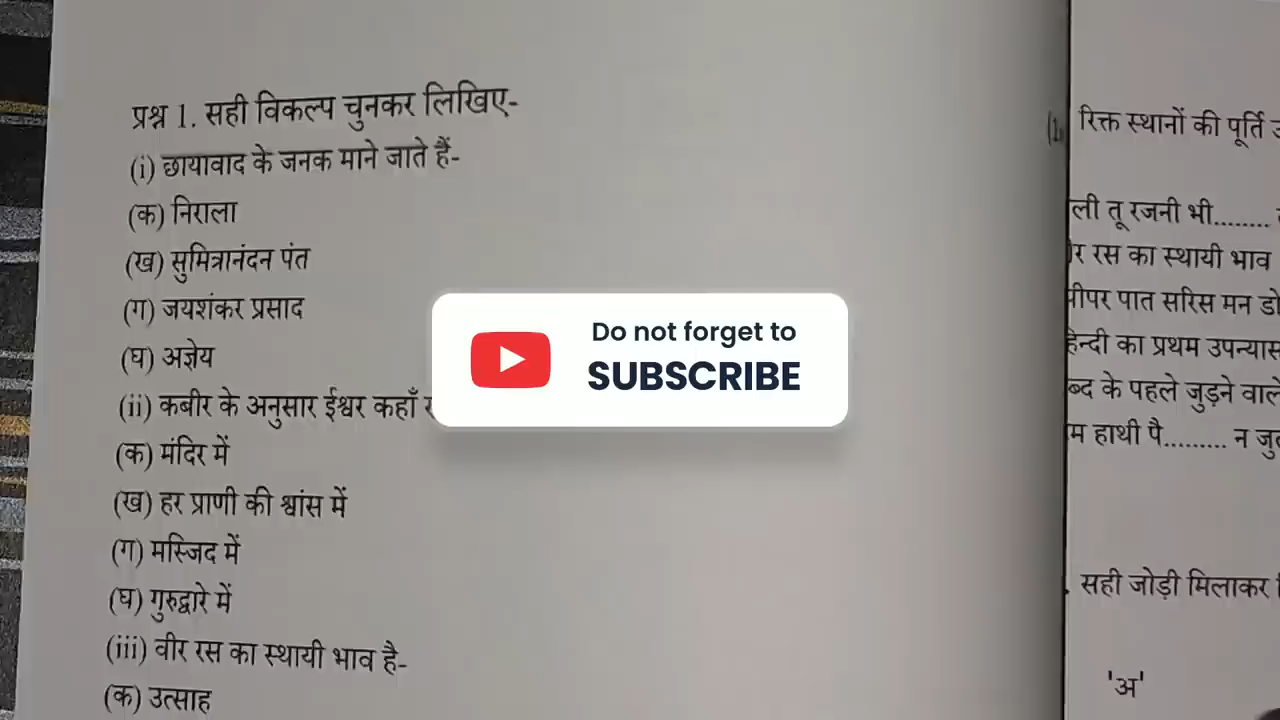 प्रश्न 1. सही विकल्प चुनकर लिखिए-
(i) छायावाद के जनक माने जाते हैं-
(क) निराला
(ख) सुमित्रानंदन पंत
(ग) जयशंकर प्रसाद
(घ) अज्ञेय
(ii) कबीर के अनुसार ईश्वर कहाँ
(क) मंदिर में
(ख) हर प्राणी की श्वांस में
(ग) मस्जिद में
(घ) गुरुद्वारे में
(iii) वीर रस का स्थायी भाव है-
(क) उत्साह
Do not forget to
SUBSCRIBE
रिक्त स्थानों की पूर्ति
तू रजनी भी........
रस का स्थायी भाव
पीपर पात सरिस मन
हिन्दी का प्रथम उपन्यास
के पहले जुड़ने वाले
हाथी पै......... न
सही जोड़ी मिलाकर
'अ'